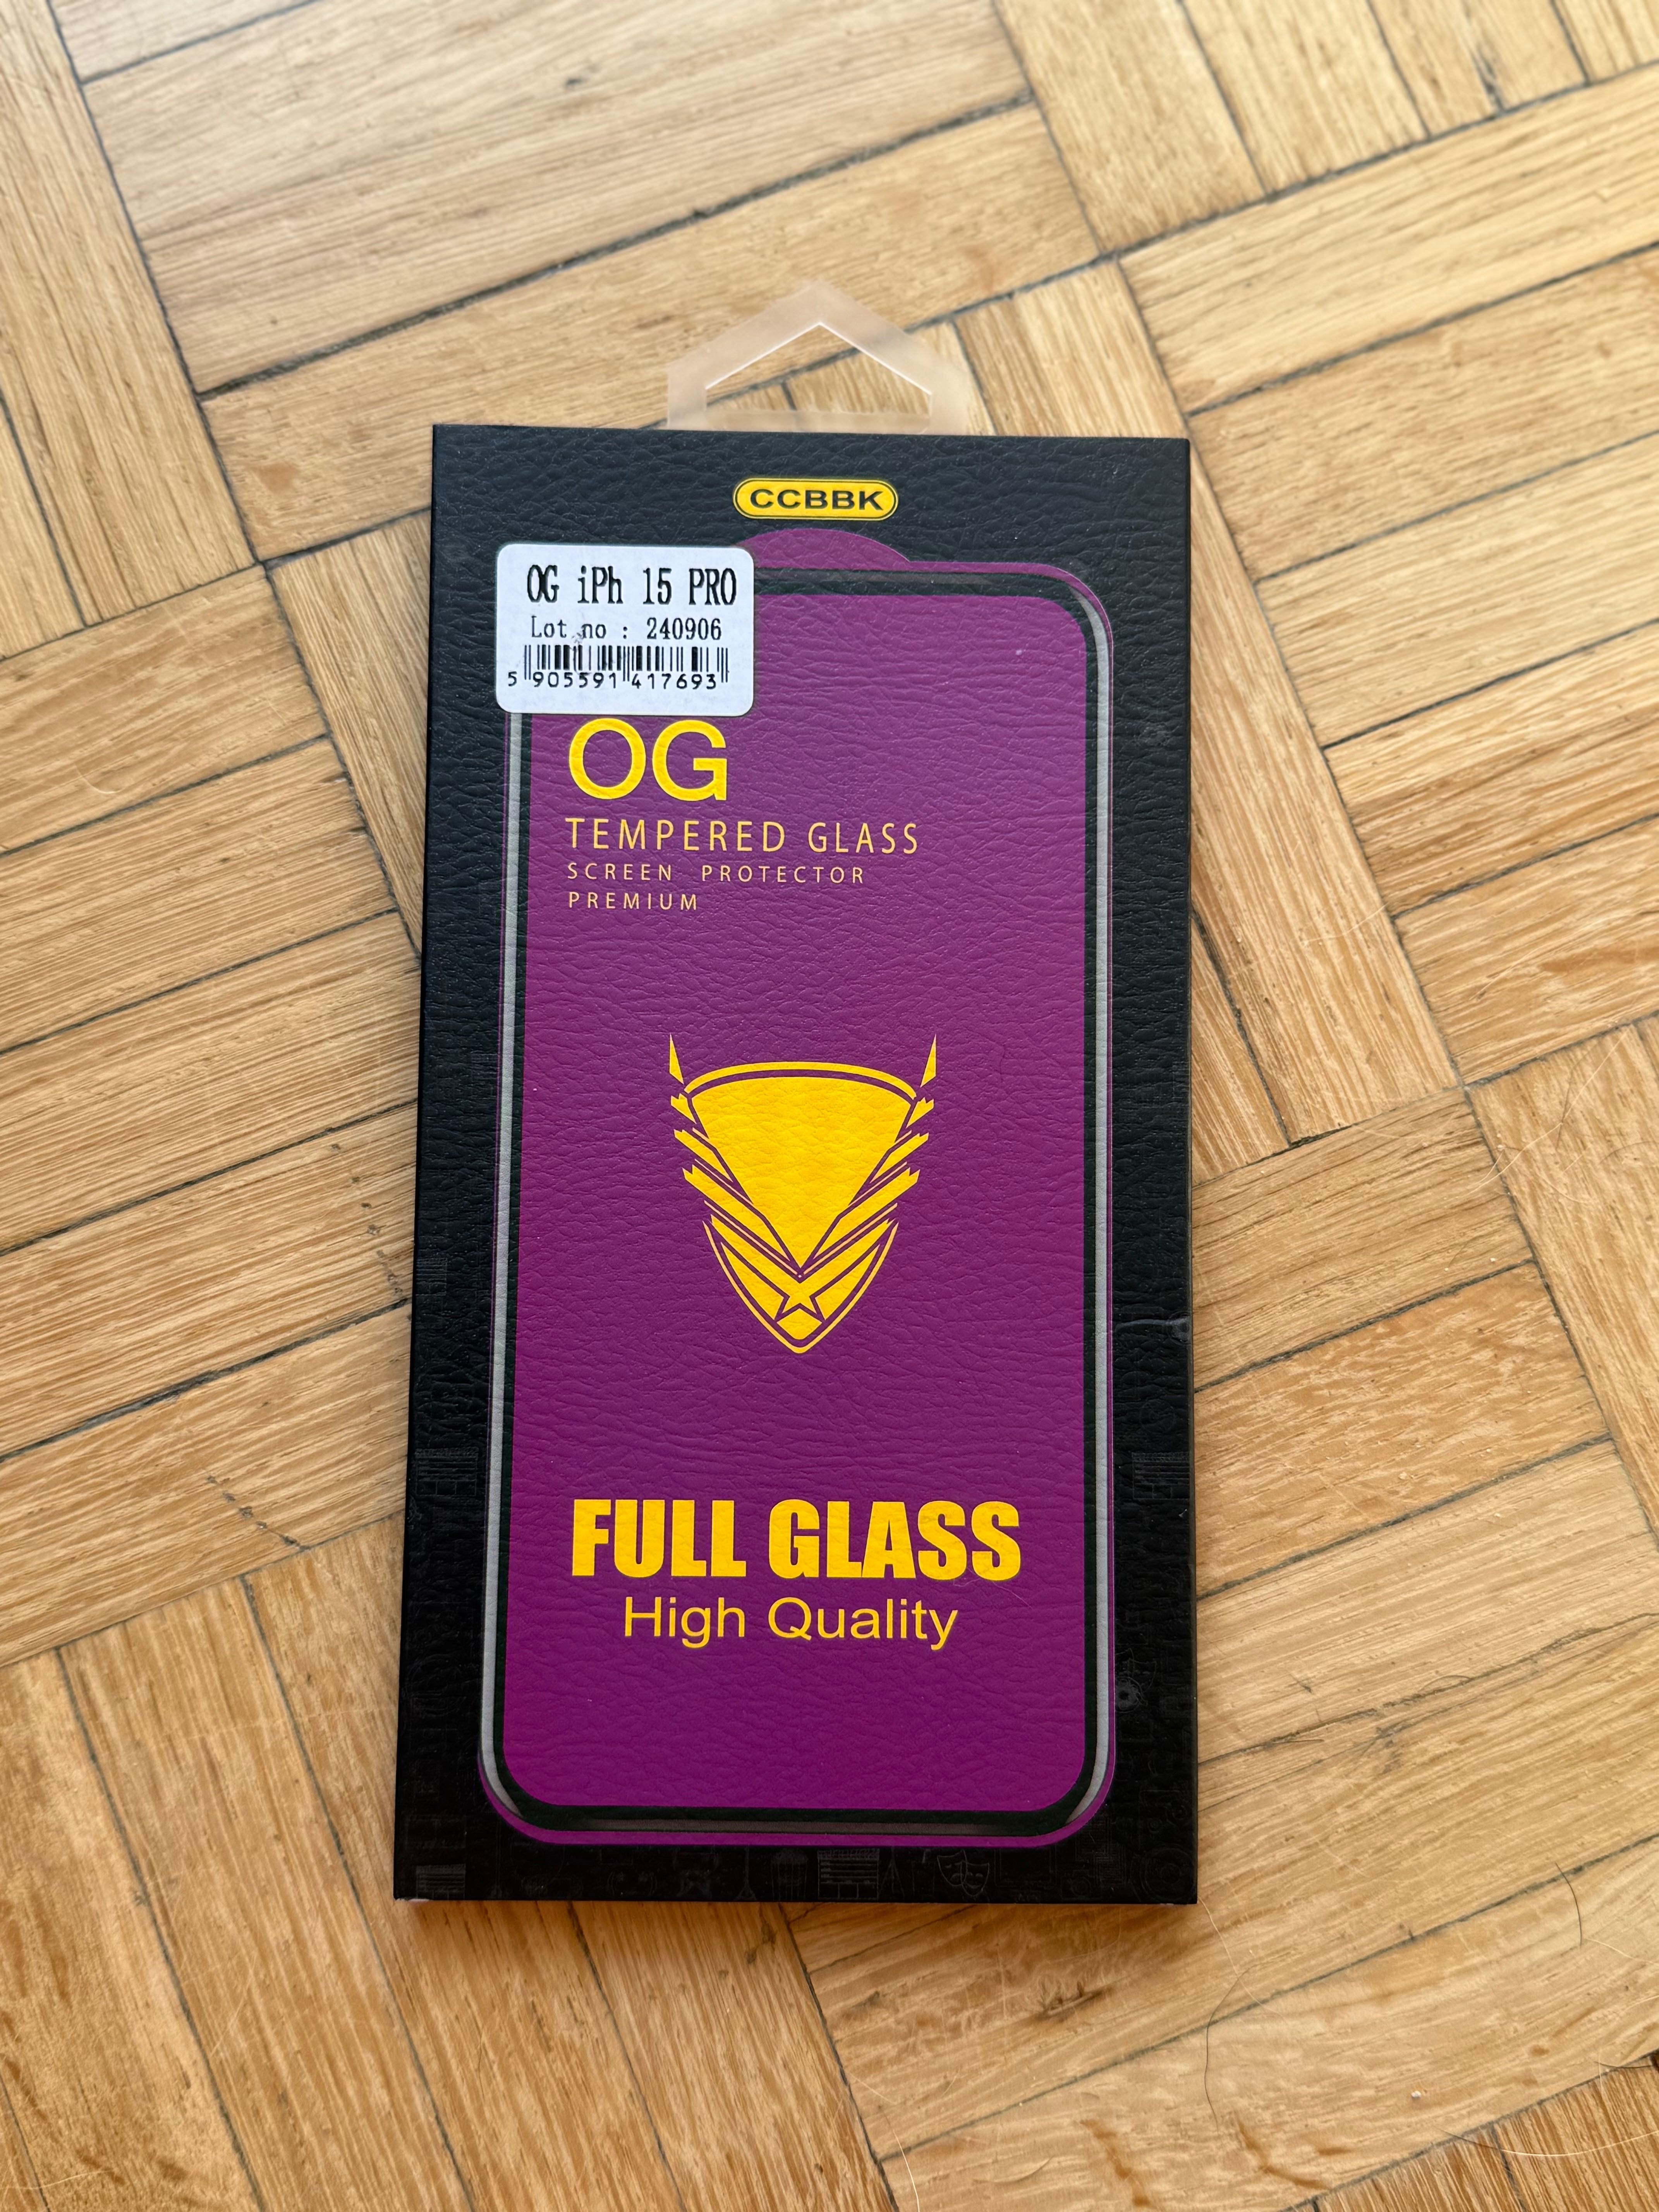 CCBBK
OG iPh 15 PRO
Lot no : 240906
5 905591 417693
OG
TEMPERED GLASS
SCREEN PROTECTOR
PREMIUM
FULL GLASS
High Quality